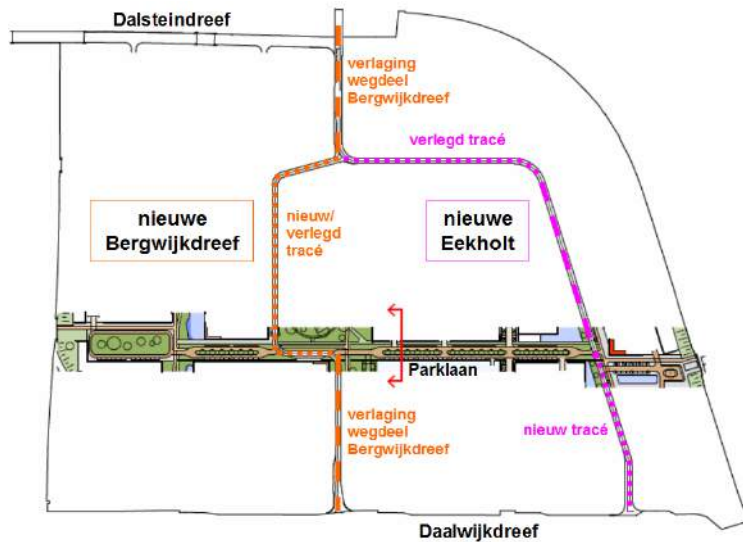 Dalsteindreef
verlaging
wegdeel
Bergwijkdreef
verlegd tracé
nieuwe
Bergwijkdreef
nieuw/
verlegd
tracé
nieuwe
Eekholt
Parklaan
verlaging
wegdeel
Bergwijkdreef
nieuw tracé
Daalwijkdreef